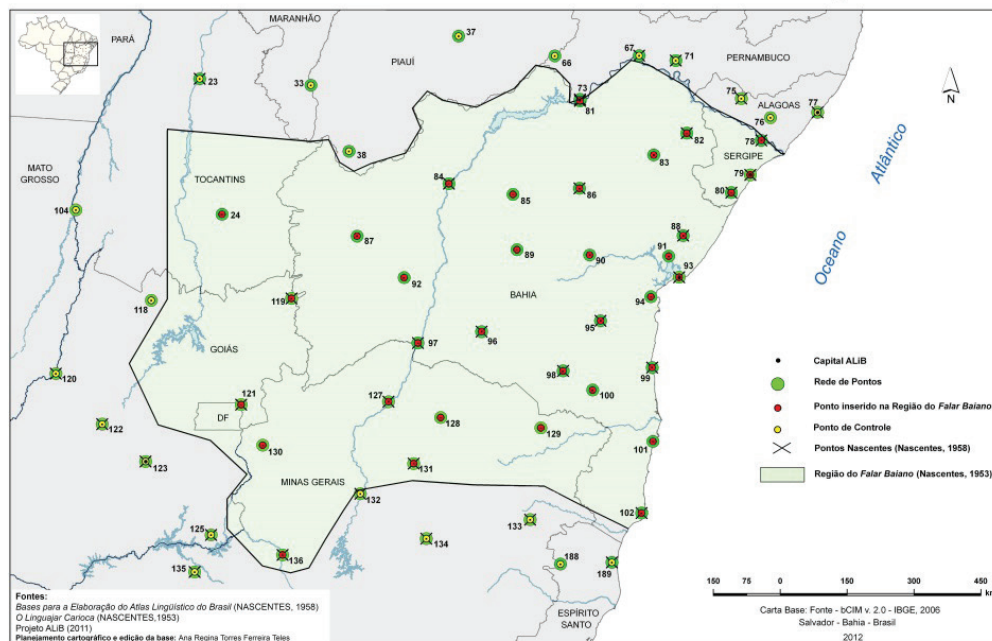 MARANHÃO
PARÁ
37
PIAUÍ
66
67
71
PERNAMBUCO
23
33
73
81
75
ALAGOAS
76
77
N
38
82
78
83
SERGIPE
79
MATO
GROSSO
TOCANTINS
84
85
86
80
Oceano Atlântico
104
24
87
88
89
90
91
93
92
BAHIA
118
119
94
95
96
97
GOIÁS
98
99
100
120
121
DF
127
128
129
122
130
101
123
131
MINAS GERAIS
132
102
133
125
134
135
136
188
189
ESPÍRITO
SANTO
Capital ALiB
Rede de Pontos
Ponto inserido na Região do Falar Baiano
Ponto de Controle
Pontos Nascentes (Nascentes, 1958)
Região do Falar Baiano (Nascentes, 1953)
150 75 0 150 300 450
km
Carta Base: Fonte - bCIM v. 2.0 - IBGE, 2006
Salvador - Bahia - Brasil
2012
Fontes:
Bases para a Elaboração do Atlas Lingüístico do Brasil (NASCENTES, 1958)
O Linguajar Carioca (NASCENTES,1953)
Projeto ALiB (2011)
Planejamento cartográfico e edição da base: Ana Regina Torres Ferreira Teles